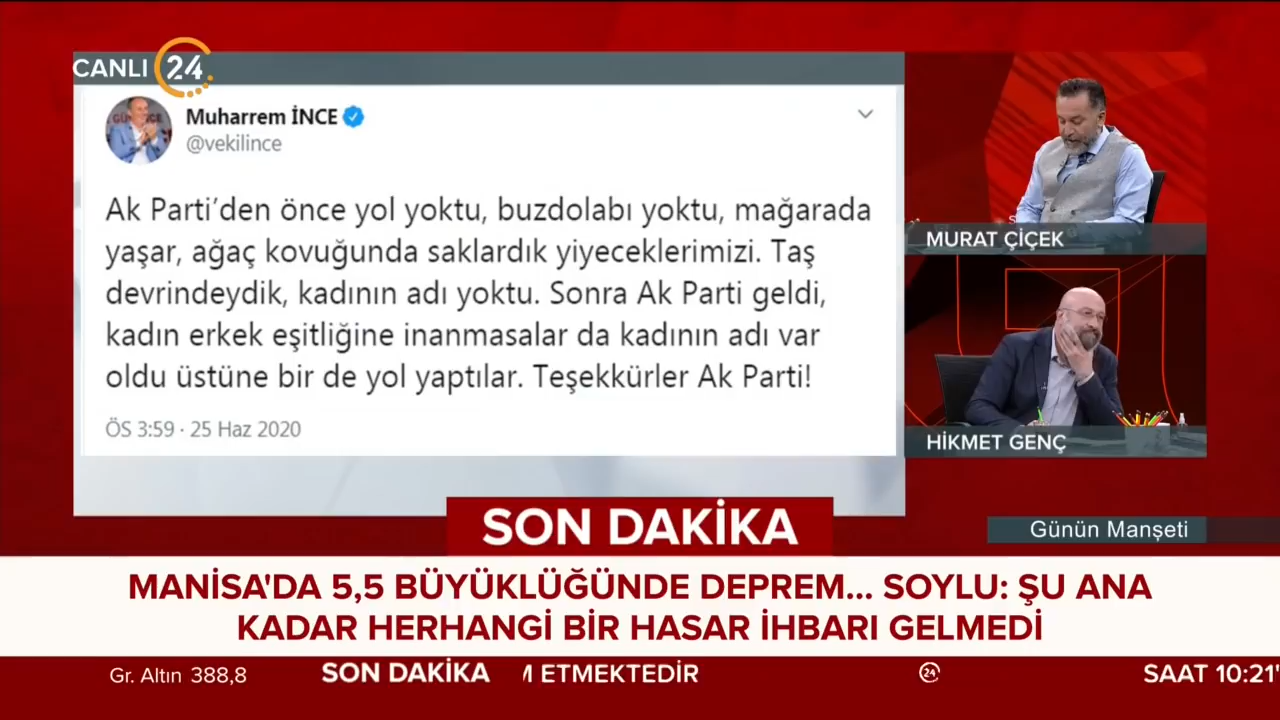 CANLI 24
Muharrem İNCE
@vekilince
Ak Parti’den önce yol yoktu, buzdolabı yoktu, mağarada
yaşar, ağaç kovuğunda saklardık yiyeceklerimizi. Taş
devrindeydik, kadının adı yoktu. Sonra Ak Parti geldi,
kadın erkek eşitliğine inanmasalar da kadının adı var
oldu üstüne bir de yol yaptılar. Teşekkürler Ak Parti!
ÖS 3:59 · 25 Haz 2020
MURAT ÇİÇEK
HİKMET GENÇ
SON DAKİKA
Günün Manşeti
MANİSA'DA 5,5 BÜYÜKLÜĞÜNDE DEPREM... SOYLU: ŞU ANA
KADAR HERHANGİ BİR HASAR İHBARI GELMEDİ
Gr. Altın 388,8 SON DAKİKA ETMEKTEDİR 24 SAAT 10:21'